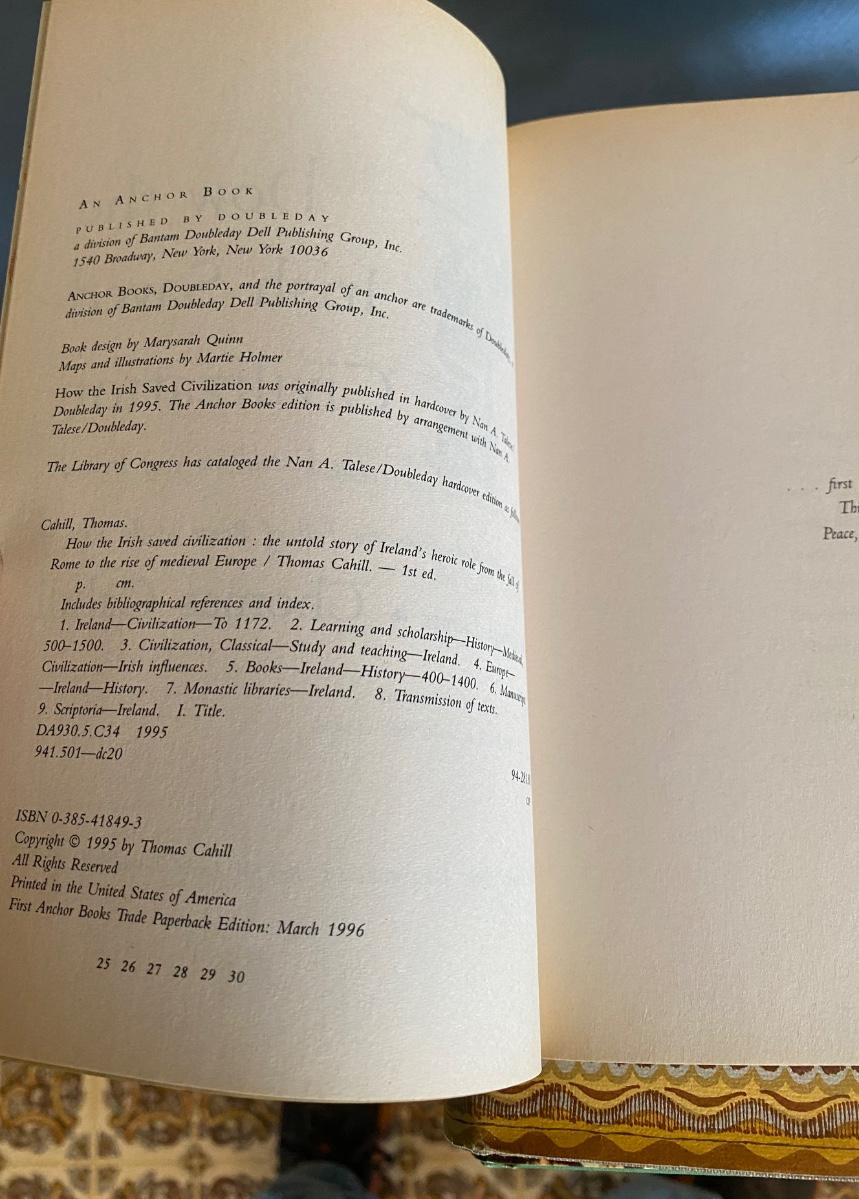 AN ANCHOR BOOK
PUBLISHED BY DOUBLEDAY
a division of Bantam Doubleday Dell Publishing Group, Inc.
1540 Broadway, New York, New York 10036
ANCHOR BOOKS, DOUBLEDAY, and the portrayal of an anchor are trademarks of Doubleday, a
division of Bantam Doubleday Dell Publishing Group, Inc.
Book design by Marysarah Quinn
Maps and illustrations by Martie Holmer
How the Irish Saved Civilization was originally published in hardcover by Nan A. Talese/
Doubleday in 1995. The Anchor Books edition is published by arrangement with Nan A.
Talese/Doubleday.
The Library of Congress has cataloged the Nan A. Talese/Doubleday hardcover edition as
Cahill, Thomas.
How the Irish saved civilization : the untold story of Ireland's heroic role from the fall of
Rome to the rise of medieval Europe / Thomas Cahill. — 1st ed.
p. cm.
Includes bibliographical references and index.
1. Ireland—Civilization—To 1172. 2. Learning and scholarship—History—Medieval,
500–1500. 3. Civilization, Classical—Study and teaching—Ireland. 4. Europe—
Civilization—Irish influences. 5. Books—Ireland—History—400–1400. 6.
—Ireland—History. 7. Monastic libraries—Ireland. 8. Transmission of texts.
9. Scriptoria—Ireland. I. Title.
DA930.5.C34 1995
941.501—dc20
ISBN 0-385-41849-3
Copyright © 1995 by Thomas Cahill
All Rights Reserved
Printed in the United States of America
First Anchor Books Trade Paperback Edition: March 1996
25 26 27 28 29 30
. . . first
Peace,